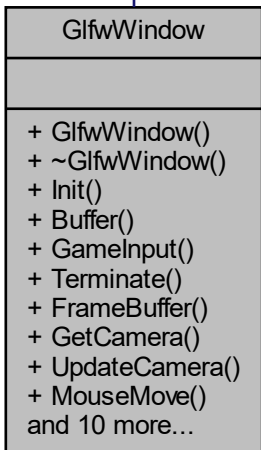 GlfwWindow
+ GlfwWindow()
+ ~GlfwWindow()
+ Init()
+ Buffer()
+ GameInput()
+ Terminate()
+ FrameBuffer()
+ GetCamera()
+ UpdateCamera()
+ MouseMove()
and 10 more...